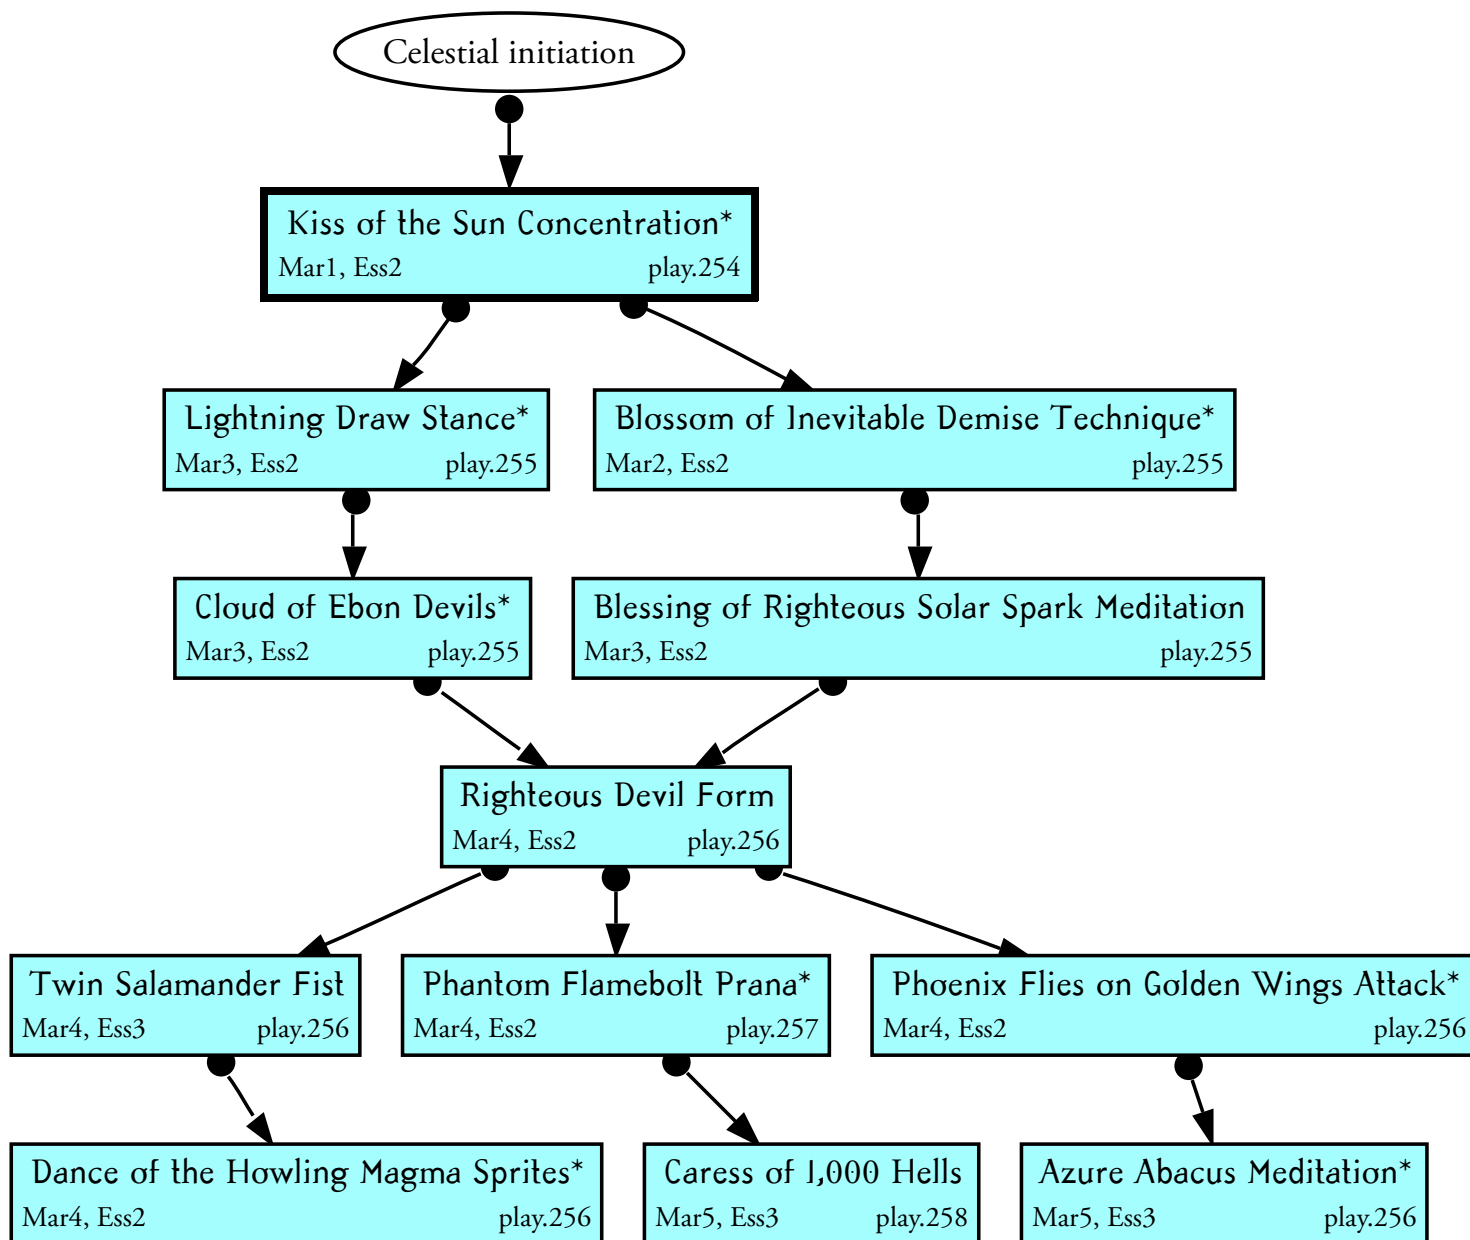 Celestial initiation
Kiss of the Sun Concentration*
Mar1, Ess2 play.254
Lightning Draw Stance*
Mar3, Ess2 play.255
Blossom of Inevitable Demise Technique*
Mar2, Ess2 play.255
Cloud of Ebon Devils*
Mar3, Ess2 play.255
Blessing of Righteous Solar Spark Meditation
Mar3, Ess2 play.255
Righteous Devil Form
Mar4, Ess2 play.256
Twin Salamander Fist
Mar4, Ess3 play.256
Phantom Flamebolt Prana*
Mar4, Ess2 play.257
Phoenix Flies on Golden Wings Attack*
Mar4, Ess2 play.256
Dance of the Howling Magma Sprites*
Mar4, Ess2 play.256
Caress of 1,000 Hells
Mar5, Ess3 play.258
Azure Abacus Meditation*
Mar5, Ess3 play.256